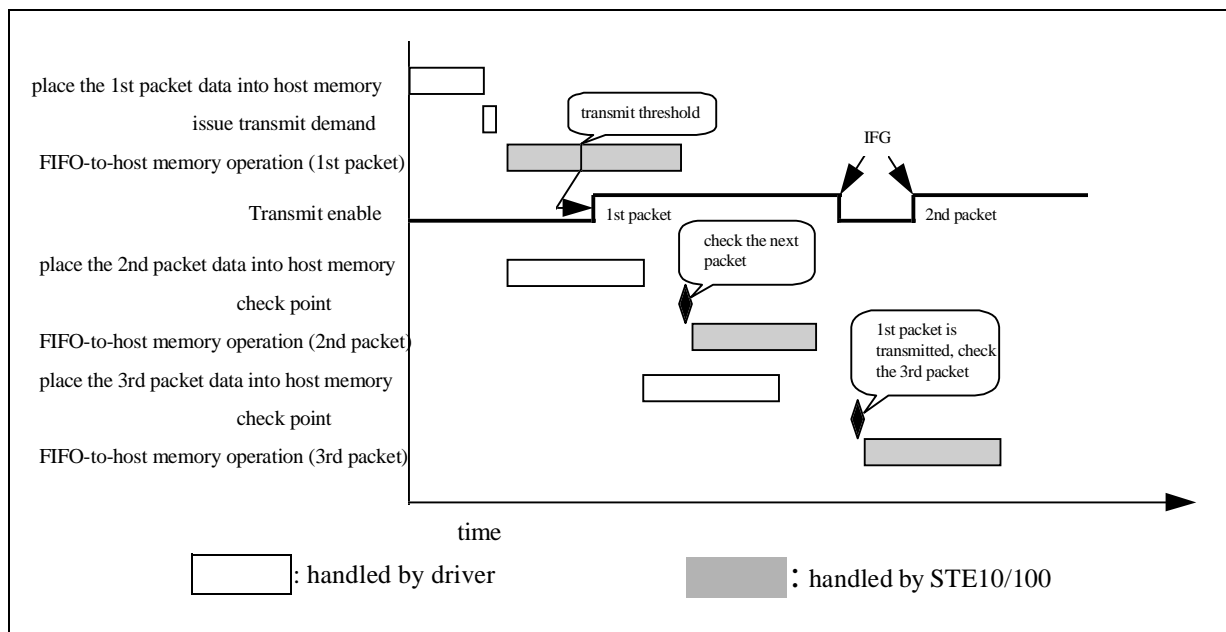 place the 1st packet data into host memory
issue transmit demand
transmit threshold
FIFO-to-host memory operation (1st packet)
IFG
Transmit enable
1st packet
2nd packet
check the next
packet
place the 2nd packet data into host memory
check point
FIFO-to-host memory operation (2nd packet)
1st packet is
transmitted, check
the 3rd packet
place the 3rd packet data into host memory
check point
FIFO-to-host memory operation (3rd packet)
time
: handled by driver
: handled by STE10/100